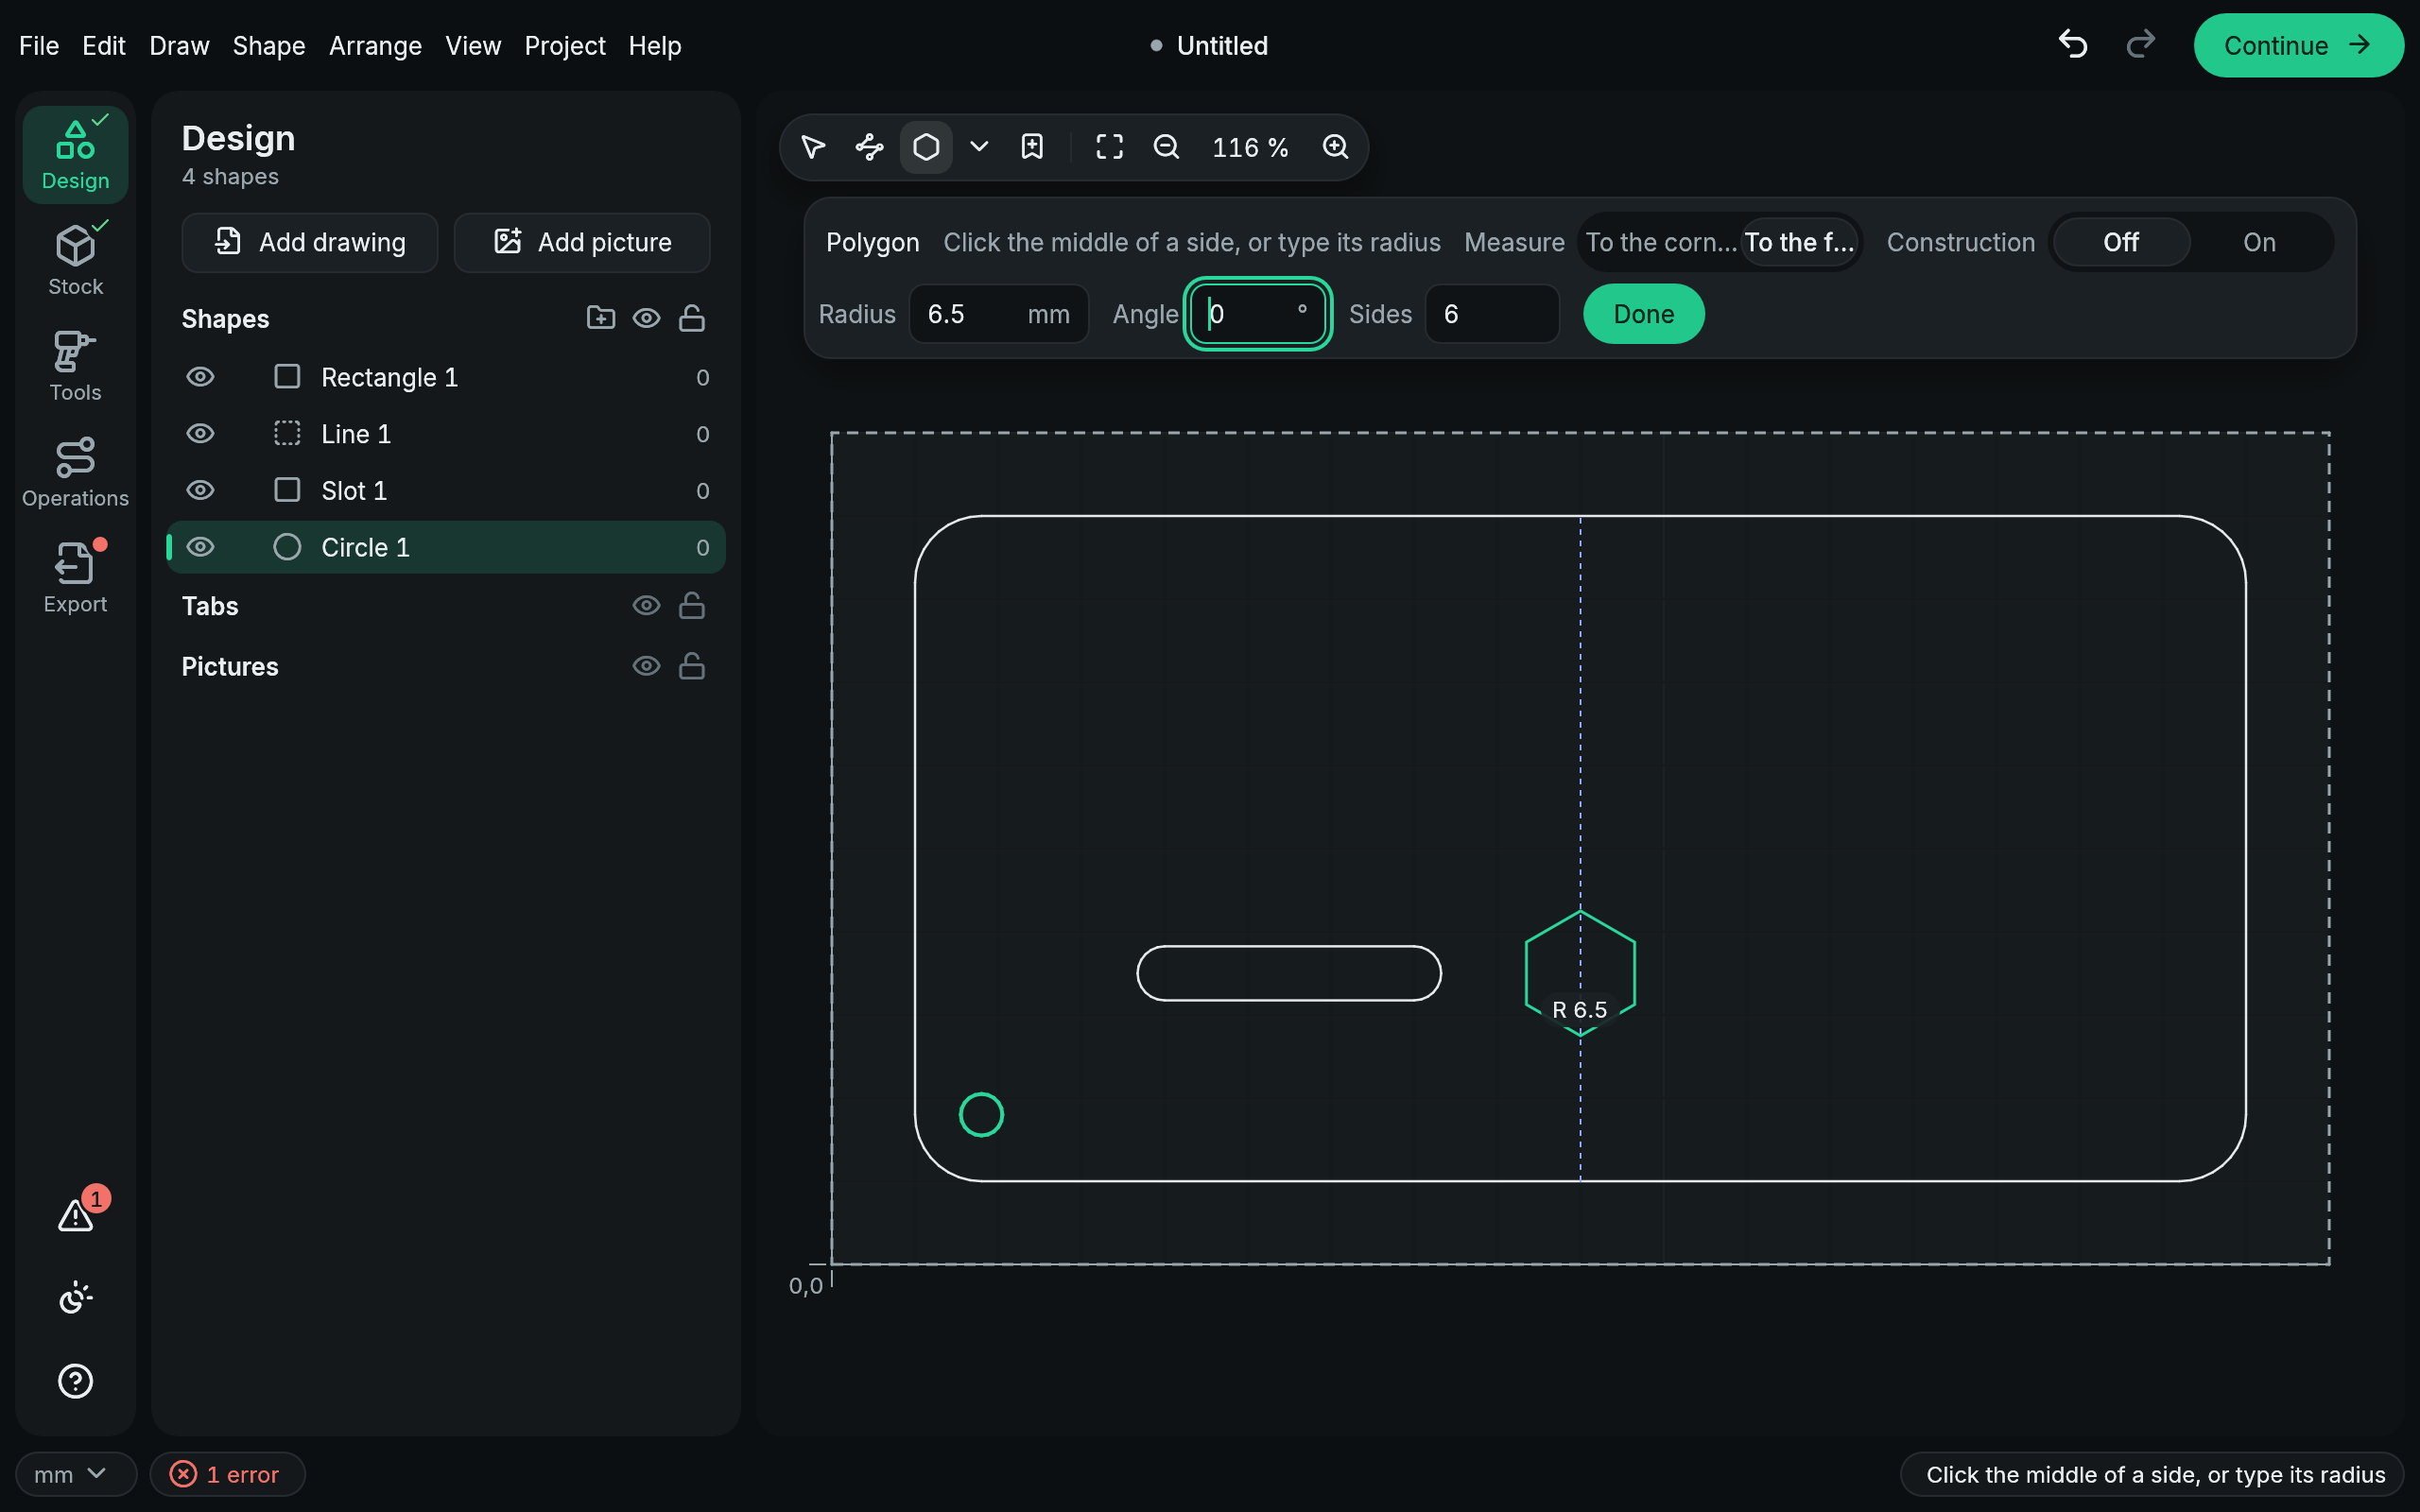 File Edit Draw Shape Arrange View Project Help
Untitled
Continue
Design
Stock
Tools
Operations
Export
1
Design
4 shapes
Add drawing
Add picture
Shapes
Rectangle 1 0
Line 1 0
Slot 1 0
Circle 1 0
Tabs
Pictures
116 %
Polygon Click the middle of a side, or type its radius Measure To the corn... To the f... Construction Off On
Radius 6.5 mm Angle 0 ° Sides 6 Done
R 6.5
0,0
mm
1 error
Click the middle of a side, or type its radius